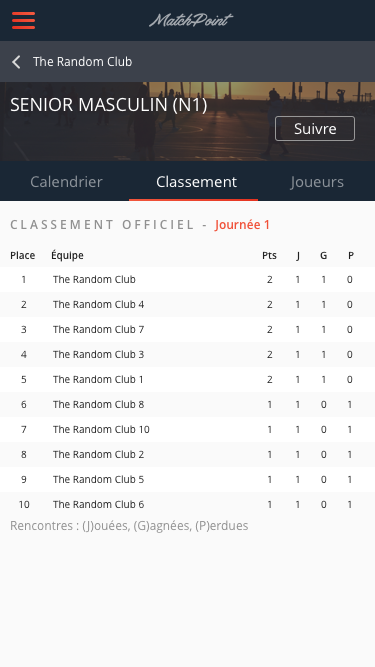 MatchPoint
The Random Club
SENIOR MASCULIN (N1)
Suivre
Calendrier Classement Joueurs
CLASSEMENT OFFICIEL - Journée 1
Place Équipe Pts J G P
1 The Random Club 2 1 1 0
2 The Random Club 4 2 1 1 0
3 The Random Club 7 2 1 1 0
4 The Random Club 3 2 1 1 0
5 The Random Club 1 2 1 1 0
6 The Random Club 8 1 1 0 1
7 The Random Club 10 1 1 0 1
8 The Random Club 2 1 1 0 1
9 The Random Club 5 1 1 0 1
10 The Random Club 6 1 1 0 1
Rencontres : (J)ouées, (G)agnées, (P)erdues